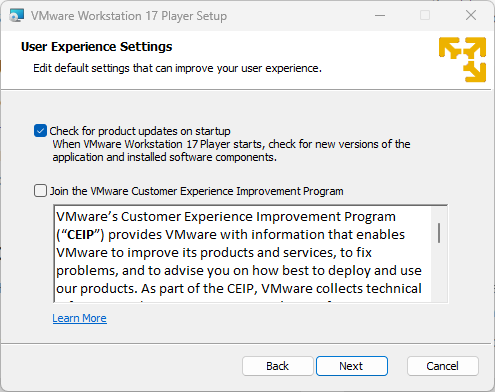 VMware Workstation 17 Player Setup
User Experience Settings
Edit default settings that can improve your user experience.
Check for product updates on startup
When VMware Workstation 17 Player starts, check for new versions of the
application and installed software components.
Join the VMware Customer Experience Improvement Program
VMware's Customer Experience Improvement Program
("CEIP") provides VMware with information that enables
VMware to improve its products and services, to fix
problems, and to advise you on how best to deploy and use
our products. As part of the CEIP, VMware collects technical
Learn More
Back
Next
Cancel